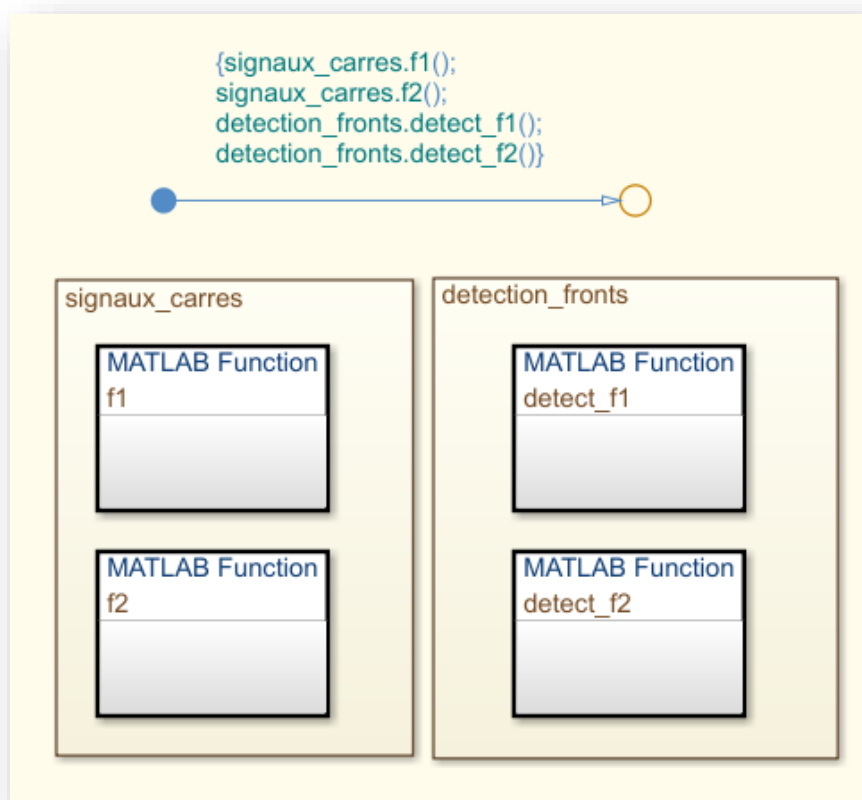 {signaux_carres.f1();
signaux_carres.f2();
detection_fronts.detect_f1();
detection_fronts.detect_f2()}
signaux_carres
MATLAB Function
f1
MATLAB Function
f2
detection_fronts
MATLAB Function
detect_f1
MATLAB Function
detect_f2